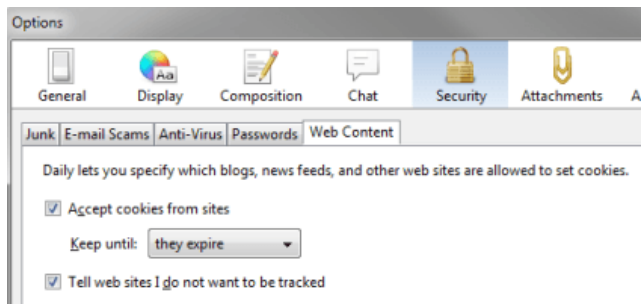 Options
Aa
General Display Composition Chat Security Attachments A
Junk E-mail Scams Anti-Virus Passwords Web Content
Daily lets you specify which blogs, news feeds, and other web sites are allowed to set cookies.
Accept cookies from sites
Keep until: they expire
Tell web sites I do not want to be tracked